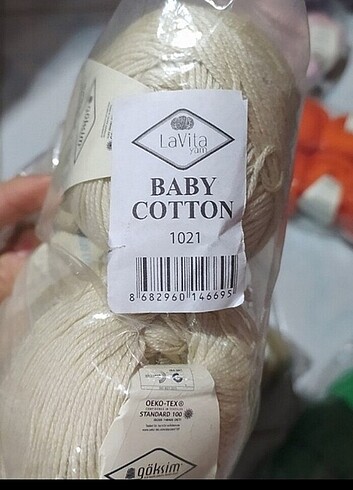 LaVita
yarn
BABY
COTTON
1021
8 682960 146695
OEKO-TEX®
STANDARD 100
göksim